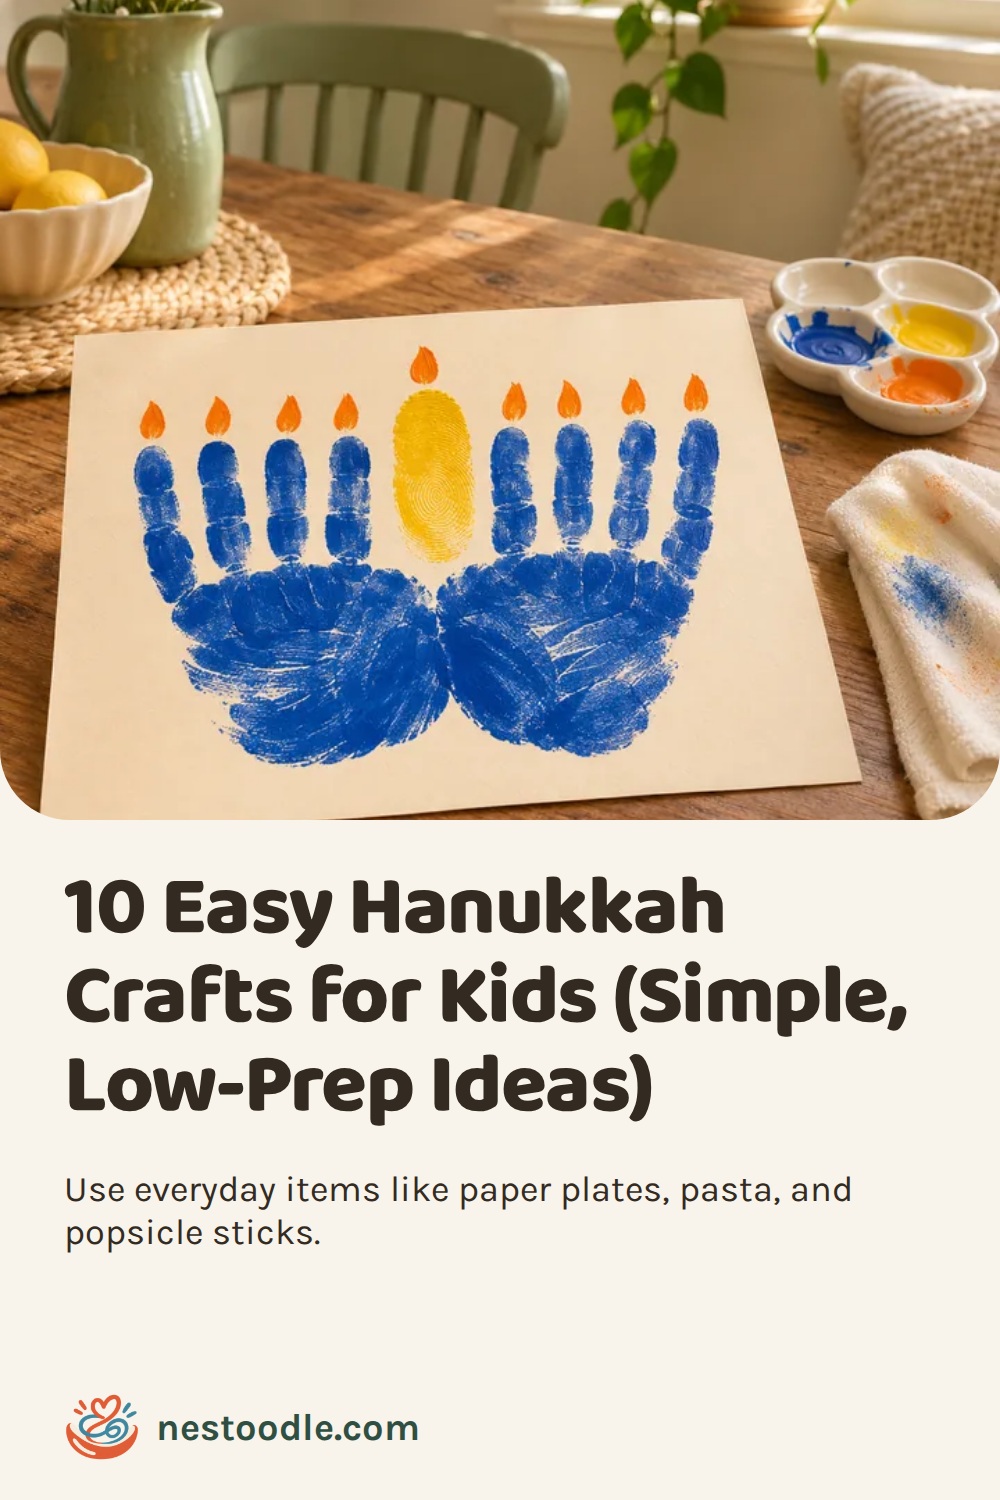 10 Easy Hanukkah
Crafts for Kids (Simple,
Low-Prep Ideas)
Use everyday items like paper plates, pasta, and
popsicle sticks.
nestoodle.com